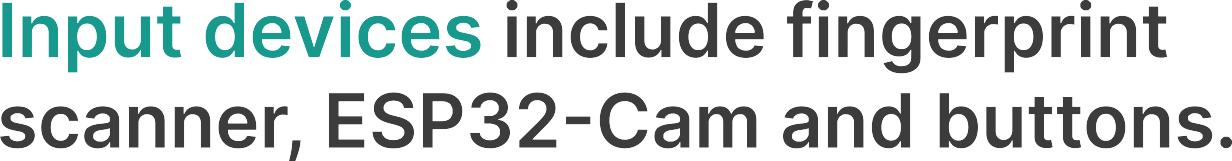 Input devices include fingerprint
scanner, ESP32-Cam and buttons.